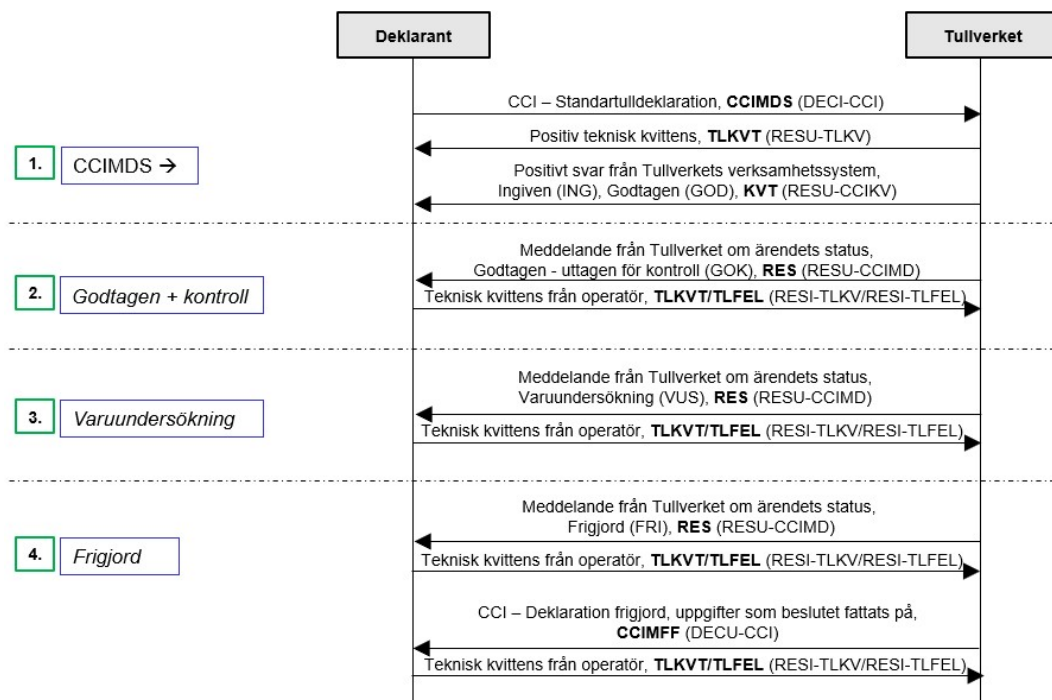 Deklarant
Tullverket
CCI – Standartulldeklaration, CCIMDS (DECI-CCI)
Positiv teknisk kvittens, TLKVT (RESU-TLKV)
1.
CCIMDS →
Positivt svar från Tullverkets verksamhetssystem,
Ingiven (ING), Godtagen (GOD), KVT (RESU-CCIKV)
Meddelande från Tullverket om ärendets status,
Godtagen - uttagen för kontroll (GOK), RES (RESU-CCIMD)
2.
Godtagen + kontroll
Teknisk kvittens från operatör, TLKVT/TLFEL (RESI-TLKV/RESI-TLFEL)
Meddelande från Tullverket om ärendets status,
Varuundersökning (VUS), RES (RESU-CCIMD)
3.
Varuundersökning
Teknisk kvittens från operatör, TLKVT/TLFEL (RESI-TLKV/RESI-TLFEL)
Meddelande från Tullverket om ärendets status,
Frigjord (FRI), RES (RESU-CCIMD)
4.
Frigjord
Teknisk kvittens från operatör, TLKVT/TLFEL (RESI-TLKV/RESI-TLFEL)
CCI – Deklaration frigjord, uppgifter som beslutet fattats på,
CCIMFF (DECU-CCI)
Teknisk kvittens från operatör, TLKVT/TLFEL (RESI-TLKV/RESI-TLFEL)